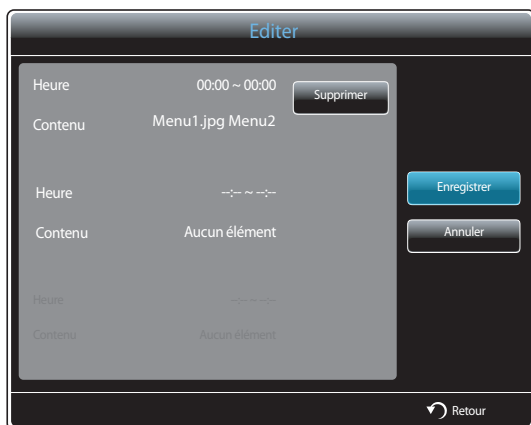 Editer
Heure 00:00 ~ 00:00
Supprimer
Contenu Menu1.jpg Menu2
Heure --:-- ~ --:--
Contenu Aucun élément
Enregistrer
Annuler
Heure --:-- ~ --:--
Contenu Aucun élément
Retour